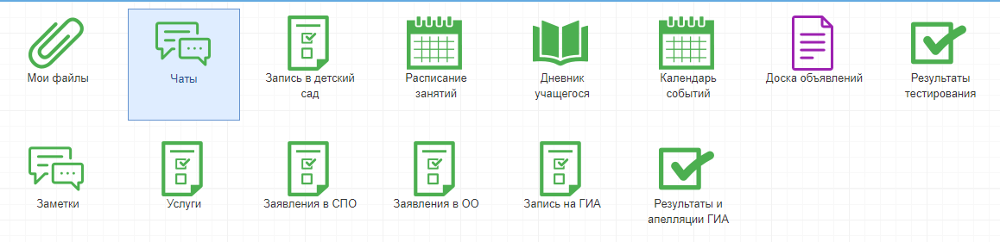 Мои файлы
Чаты
Запись в детский
сад
Расписание
занятий
Дневник
учащегося
Календарь
событий
Доска объявлений
Результаты
тестирования
Заметки
Услуги
Заявления в СПО
Заявления в ОО
Запись на ГИА
Результаты и
апелляции ГИА